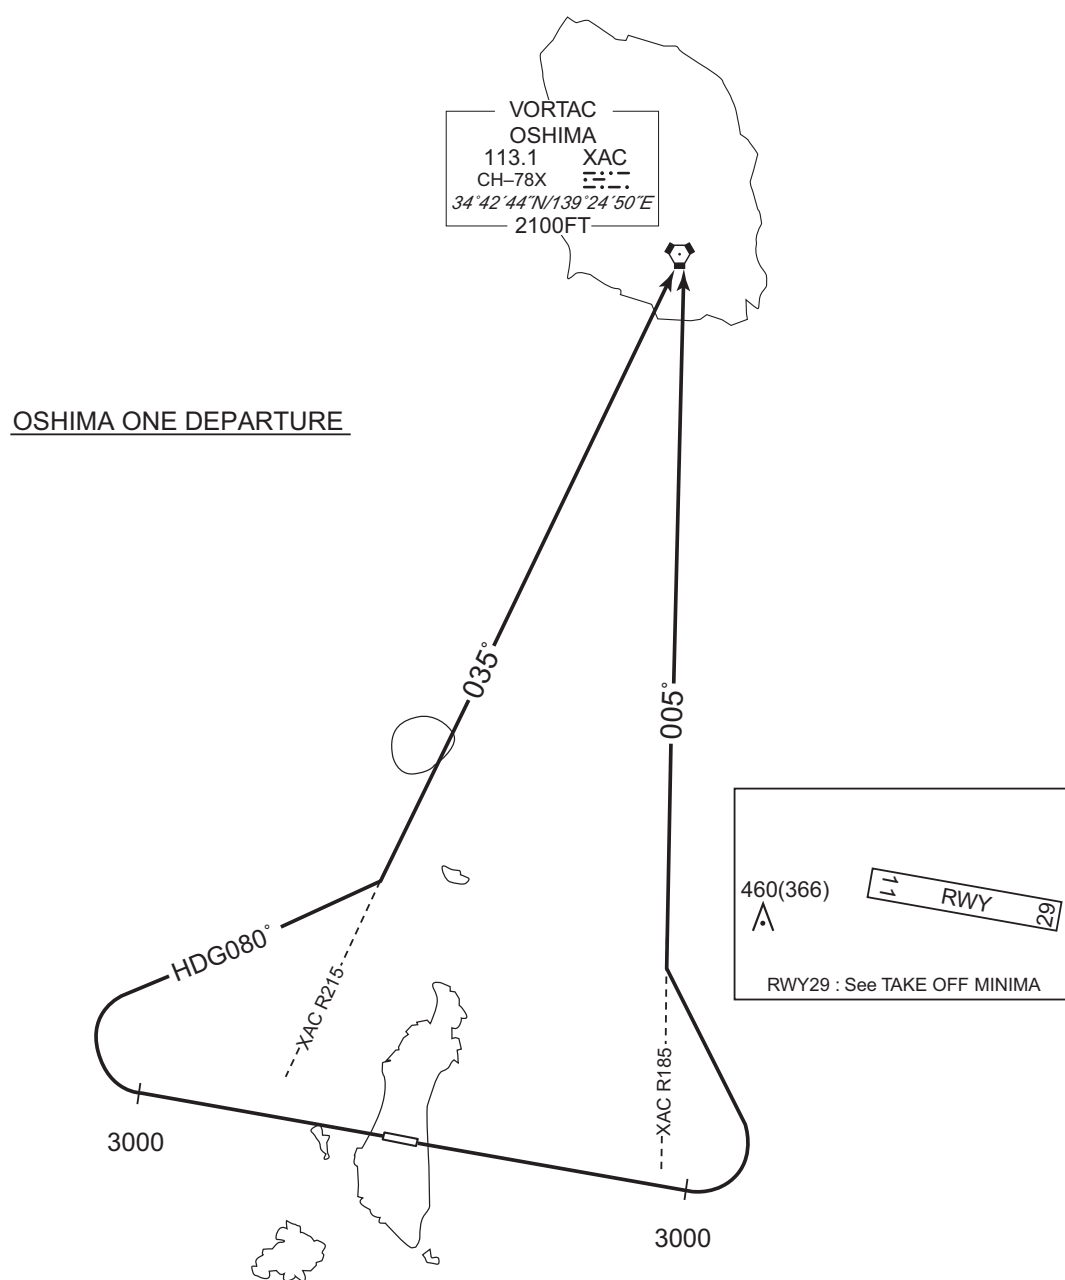 VORTAC
OSHIMA
113.1 XAC
CH–78X
34°42´44˝N/139°24´50˝E
2100FT
OSHIMA ONE DEPARTURE
035°
005°
460(366)
11 RWY 29
RWY29 : See TAKE OFF MINIMA
HDG080°
XAC R215
XAC R185
3000
3000